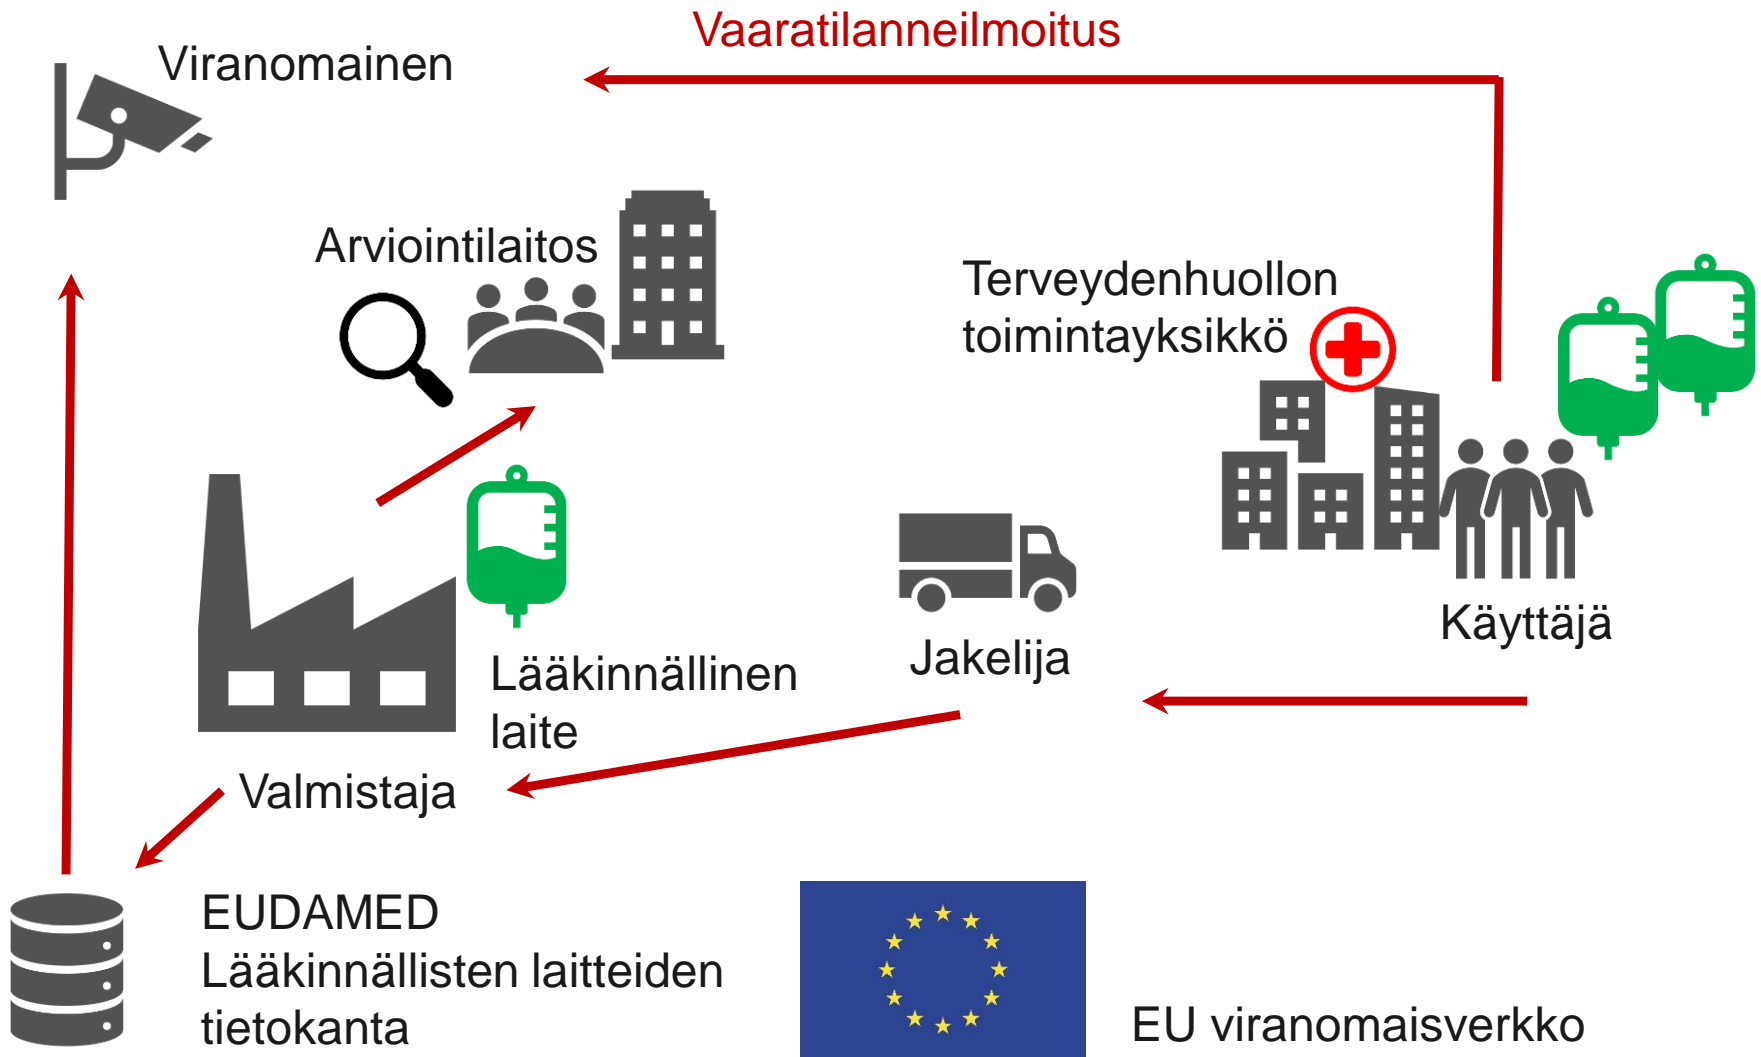 Vaaratilanneilmoitus
Viranomainen
Arviointilaitos
Terveydenhuollon
toimintayksikkö
Käyttäjä
Jakelija
Lääkinnällinen
laite
Valmistaja
EUDAMED
Lääkinnällisten laitteiden
tietokanta
EU viranomaisverkko